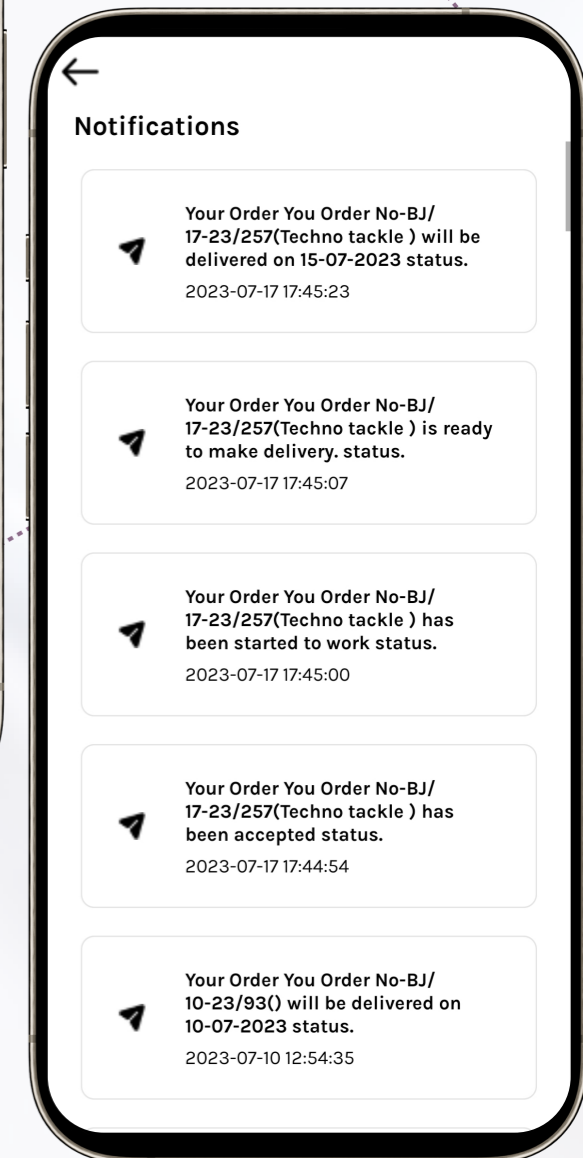 Notifications
Your Order You Order No-BJ/
17-23/257(Techno tackle ) will be
delivered on 15-07-2023 status.
2023-07-17 17:45:23
Your Order You Order No-BJ/
17-23/257(Techno tackle ) is ready
to make delivery. status.
2023-07-17 17:45:07
Your Order You Order No-BJ/
17-23/257(Techno tackle ) has
been started to work status.
2023-07-17 17:45:00
Your Order You Order No-BJ/
17-23/257(Techno tackle ) has
been accepted status.
2023-07-17 17:44:54
Your Order You Order No-BJ/
10-23/93() will be delivered on
10-07-2023 status.
2023-07-10 12:54:35